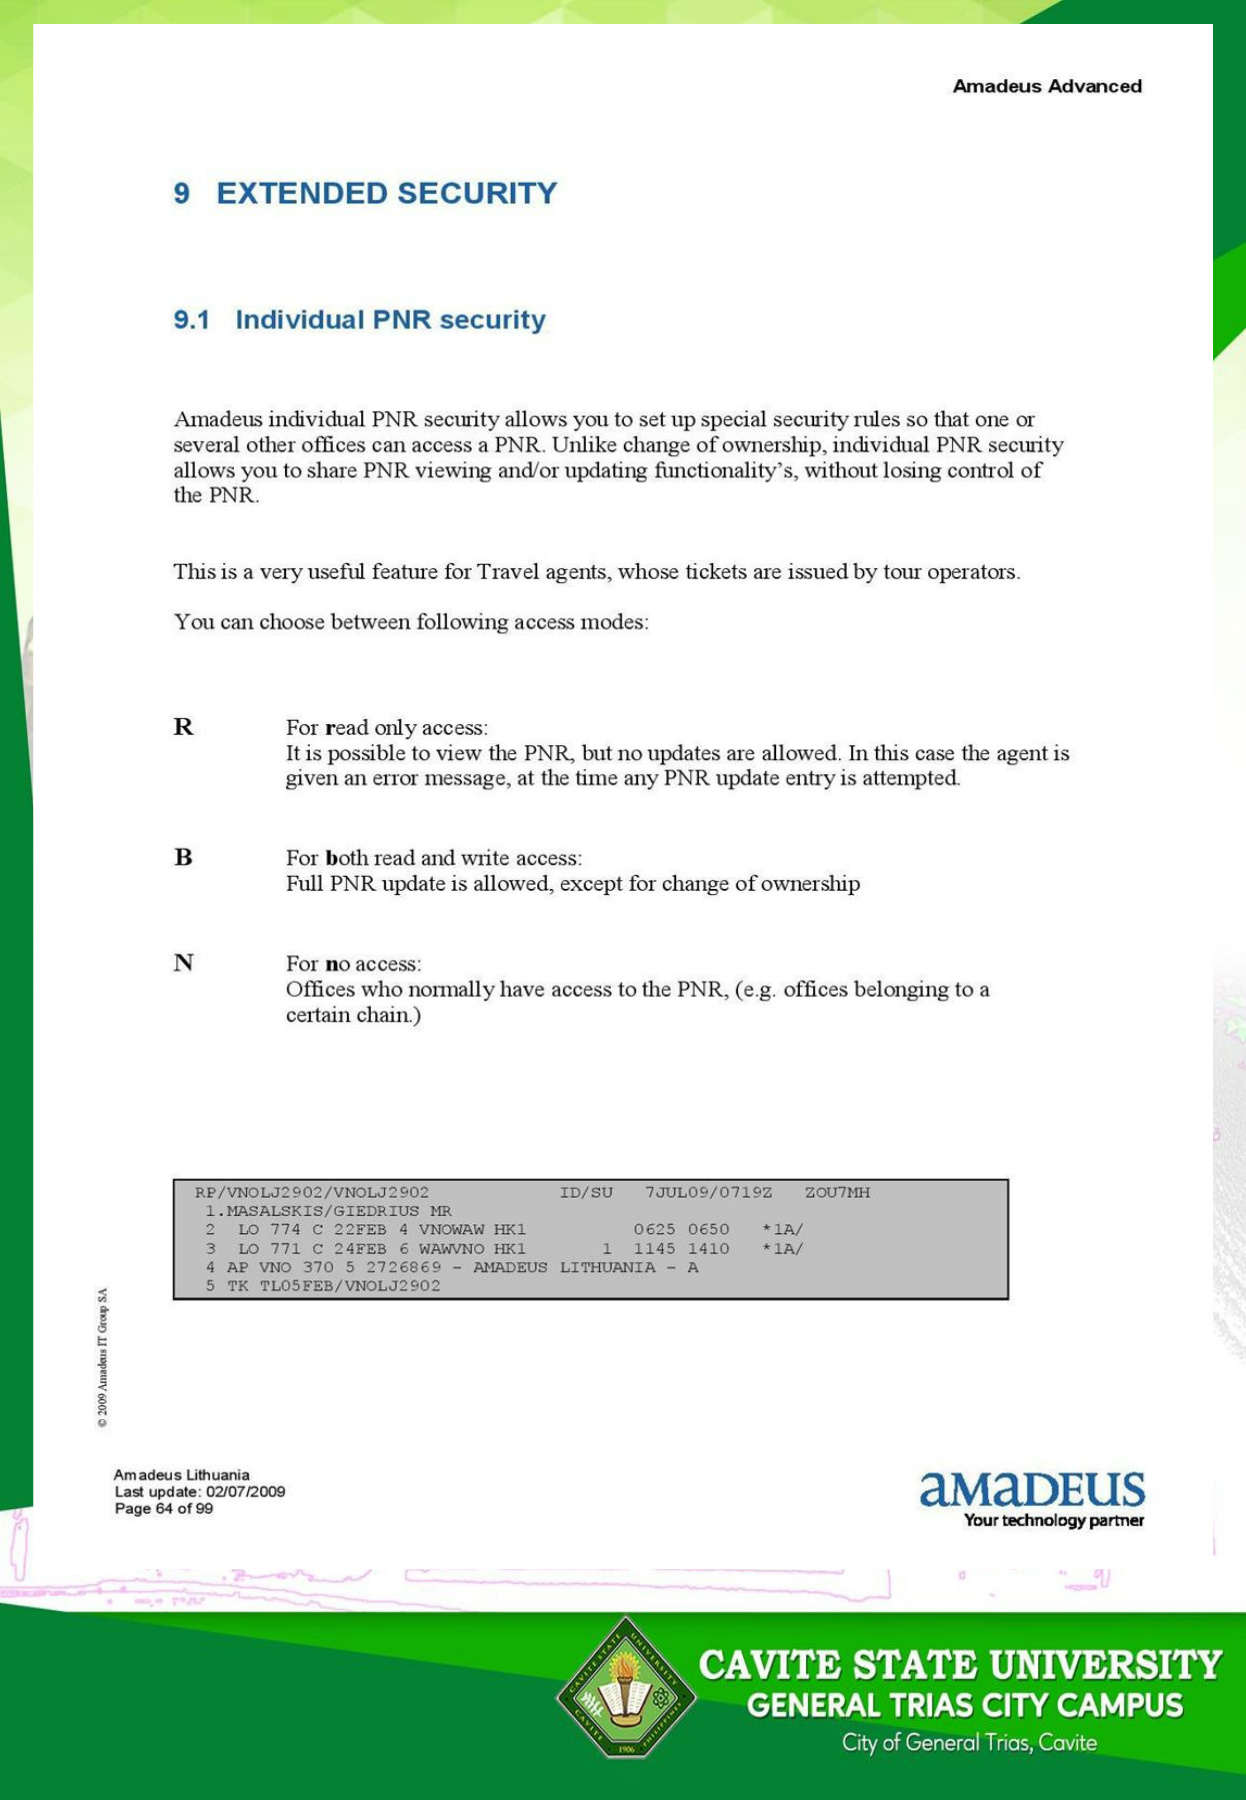 Amadeus Advanced
9 EXTENDED SECURITY
9.1 Individual PNR security
Amadeus individual PNR security allows you to set up special security rules so that one or
several other offices can access a PNR. Unlike change of ownership, individual PNR security
allows you to share PNR viewing and/or updating functionality’s, without losing control of
the PNR.
This is a very useful feature for Travel agents, whose tickets are issued by tour operators.
You can choose between following access modes:
R For read only access:
It is possible to view the PNR, but no updates are allowed. In this case the agent is
given an error message, at the time any PNR update entry is attempted.
B For both read and write access:
Full PNR update is allowed, except for change of ownership
N For no access:
Offices who normally have access to the PNR, (e.g. offices belonging to a
certain chain.)
RP/VNOLJ2902/VNOLJ2902 ID/SU 7JUL09/0719Z ZOU7MH
1.MASALSKIS/GIEDRIUS MR
2 LO 774 C 22FEB 4 VNOWAW HK1 0625 0650 *1A/
3 LO 771 C 24FEB 6 WAWVNO HK1 1 1145 1410 *1A/
4 AP VNO 370 5 2726869 - AMADEUS LITHUANIA - A
5 TK TL05FEB/VNOLJ2902
© 2009 Amadeus IT Group SA
Amadeus Lithuania
Last update: 02/07/2009
Page 64 of 99
aMaDEUS
Your technology partner
CAVITE STATE UNIVERSITY
CAVITE PHILIPPINES
1906
CAVITE STATE UNIVERSITY
GENERAL TRIAS CITY CAMPUS
City of General Trias, Cavite